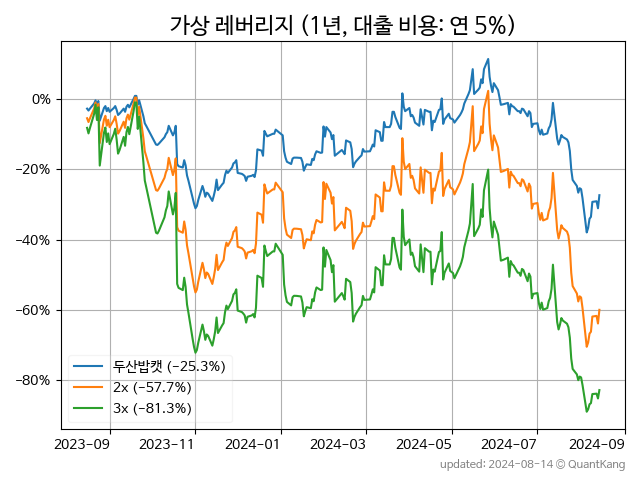 가상 레버리지 (1년, 대출 비용: 연 5%)
0%
−20%
−40%
−60%
−80%
두산밥캣 (−25.3%)
2x (−57.7%)
3x (−81.3%)
2023−09 2023−11 2024−01 2024−03 2024−05 2024−07 2024−09
updated: 2024−08−14 © QuantKang